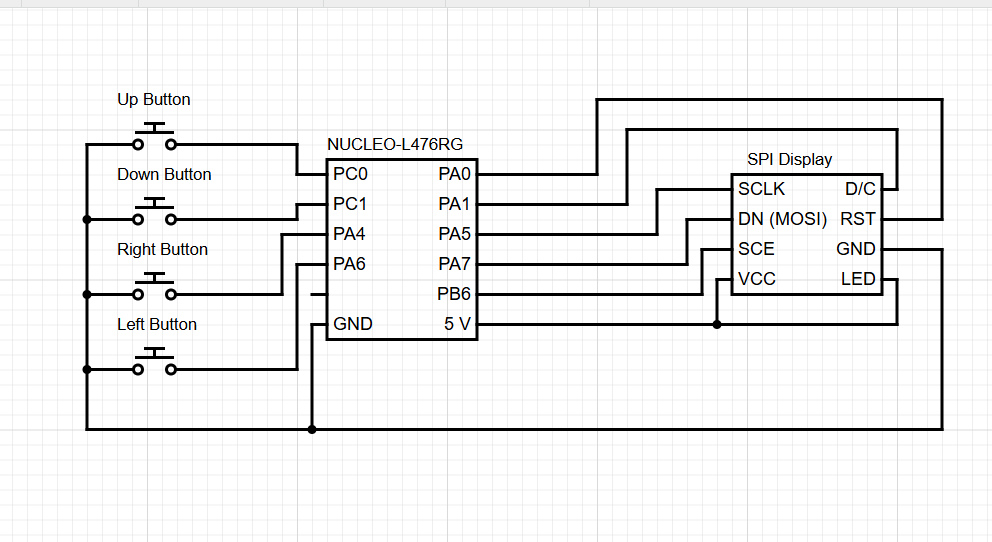 Up Button
Down Button
Right Button
Left Button
NUCLEO-L476RG
PC0 PA0
PC1 PA1
PA4 PA5
PA6 PA7
PB6
GND 5 V
SPI Display
SCLK D/C
DN (MOSI) RST
SCE GND
VCC LED